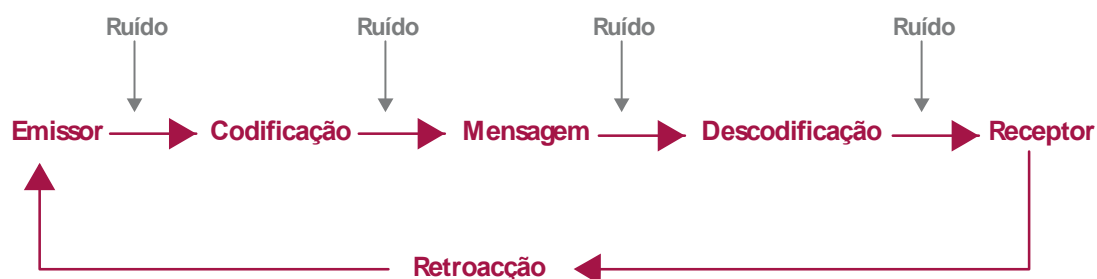 Ruído Ruído Ruído Ruído
Emissor Codificação Mensagem Descodificação Receptor
Retroacção